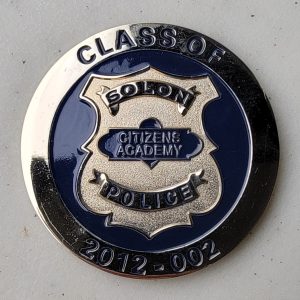 CLASS OF
SOLON
CITIZENS
ACADEMY
POLICE
2012-002